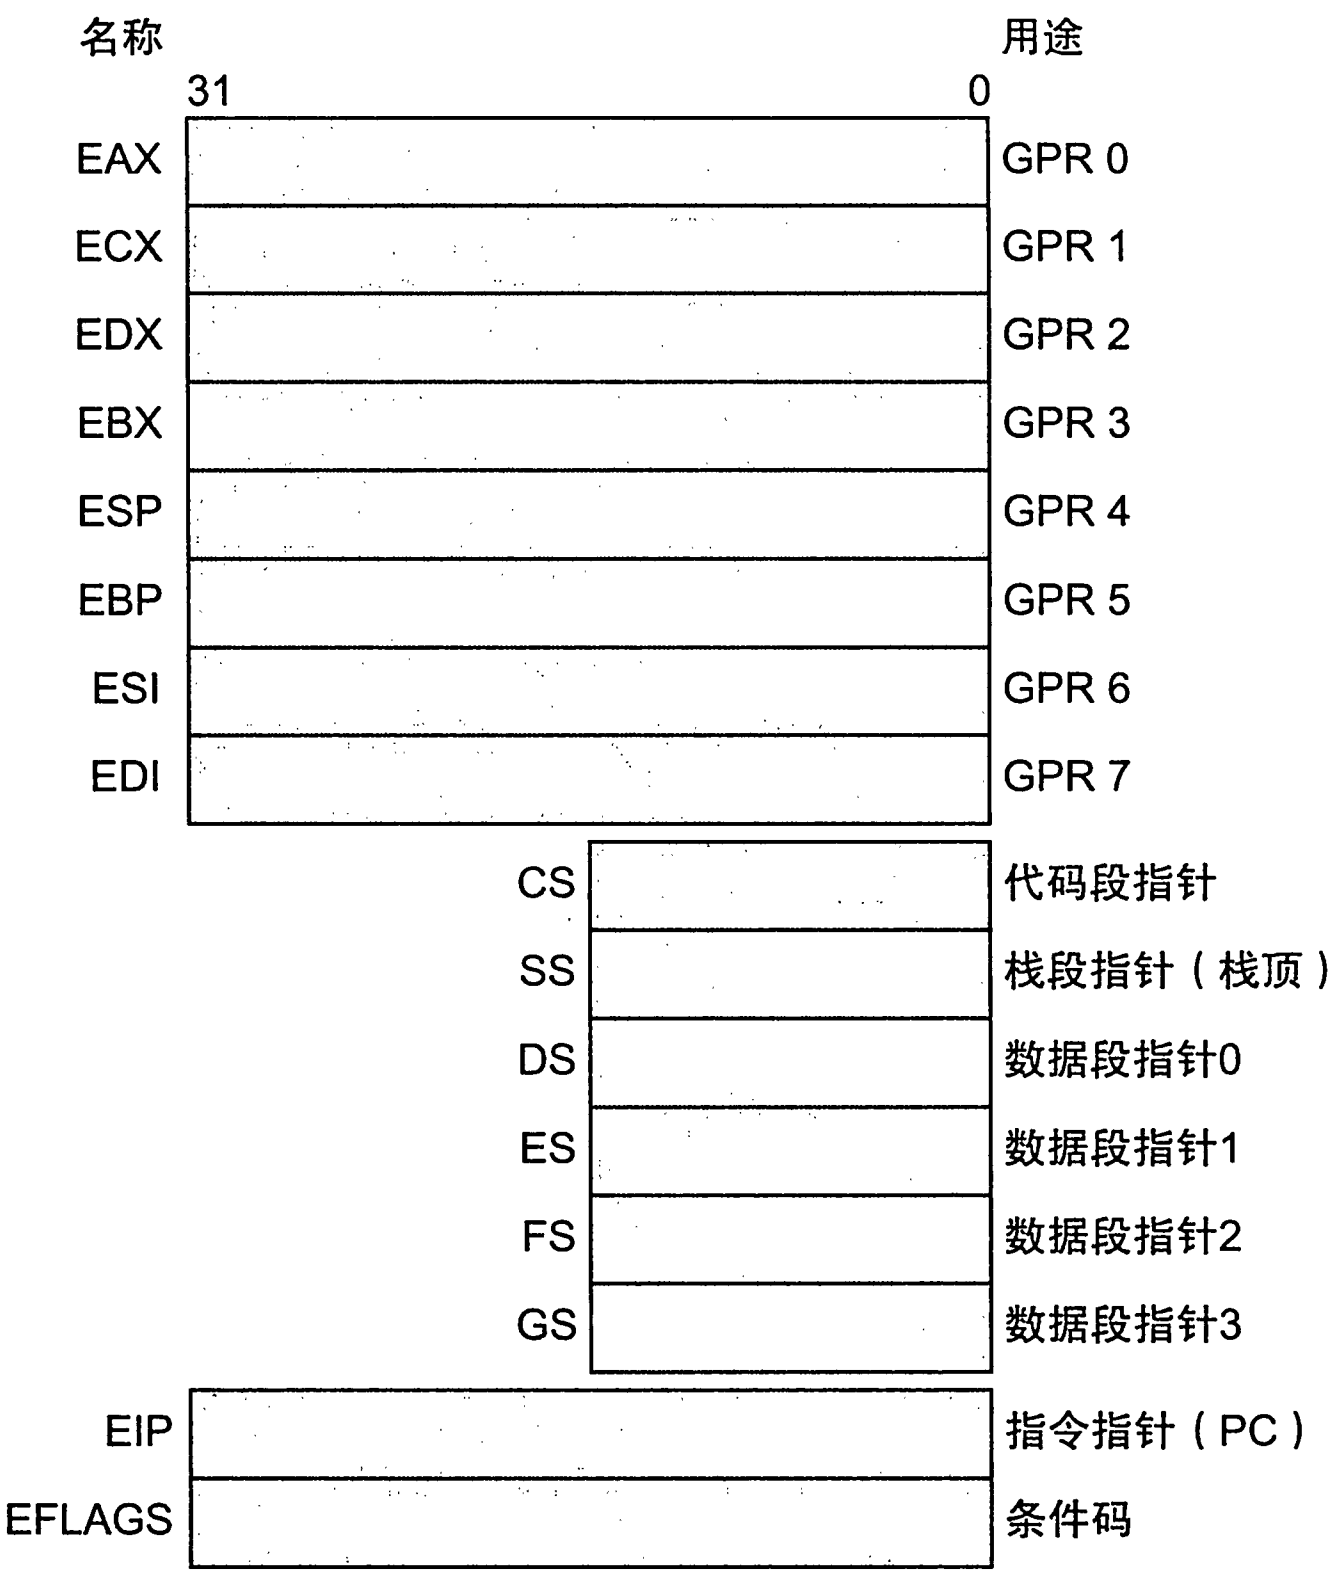 名称 用途
31 0
EAX GPR 0
ECX GPR 1
EDX GPR 2
EBX GPR 3
ESP GPR 4
EBP GPR 5
ESI GPR 6
EDI GPR 7
CS 代码段指针
SS 栈段指针（栈顶）
DS 数据段指针0
ES 数据段指针1
FS 数据段指针2
GS 数据段指针3
EIP 指令指针（PC）
EFLAGS 条件码